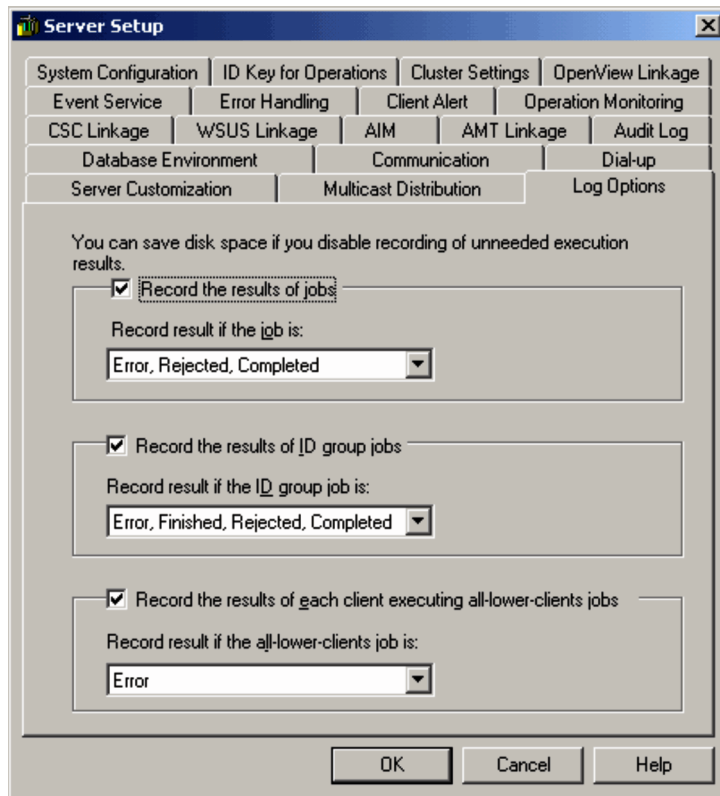 Server Setup
System Configuration ID Key for Operations Cluster Settings OpenView Linkage
Event Service Error Handling Client Alert Operation Monitoring
CSC Linkage WSUS Linkage AIM AMT Linkage Audit Log
Database Environment Communication Dial-up
Server Customization Multicast Distribution Log Options
You can save disk space if you disable recording of unneeded execution
results.
Record the results of jobs
Record result if the job is:
Error, Rejected, Completed
Record the results of ID group jobs
Record result if the ID group job is:
Error, Finished, Rejected, Completed
Record the results of each client executing all-lower-clients jobs
Record result if the all-lower-clients job is:
Error
OK Cancel Help